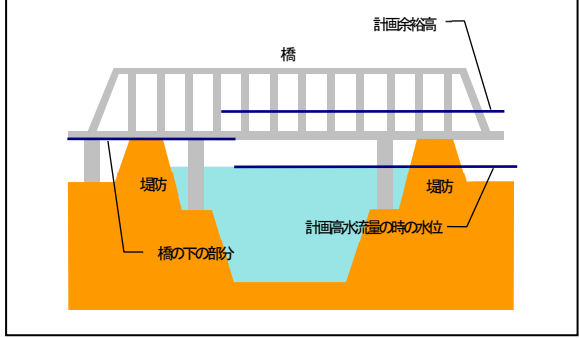 計画余裕高
橋
堤防
堤防
計画高水流量の時の水位
橋の下の部分